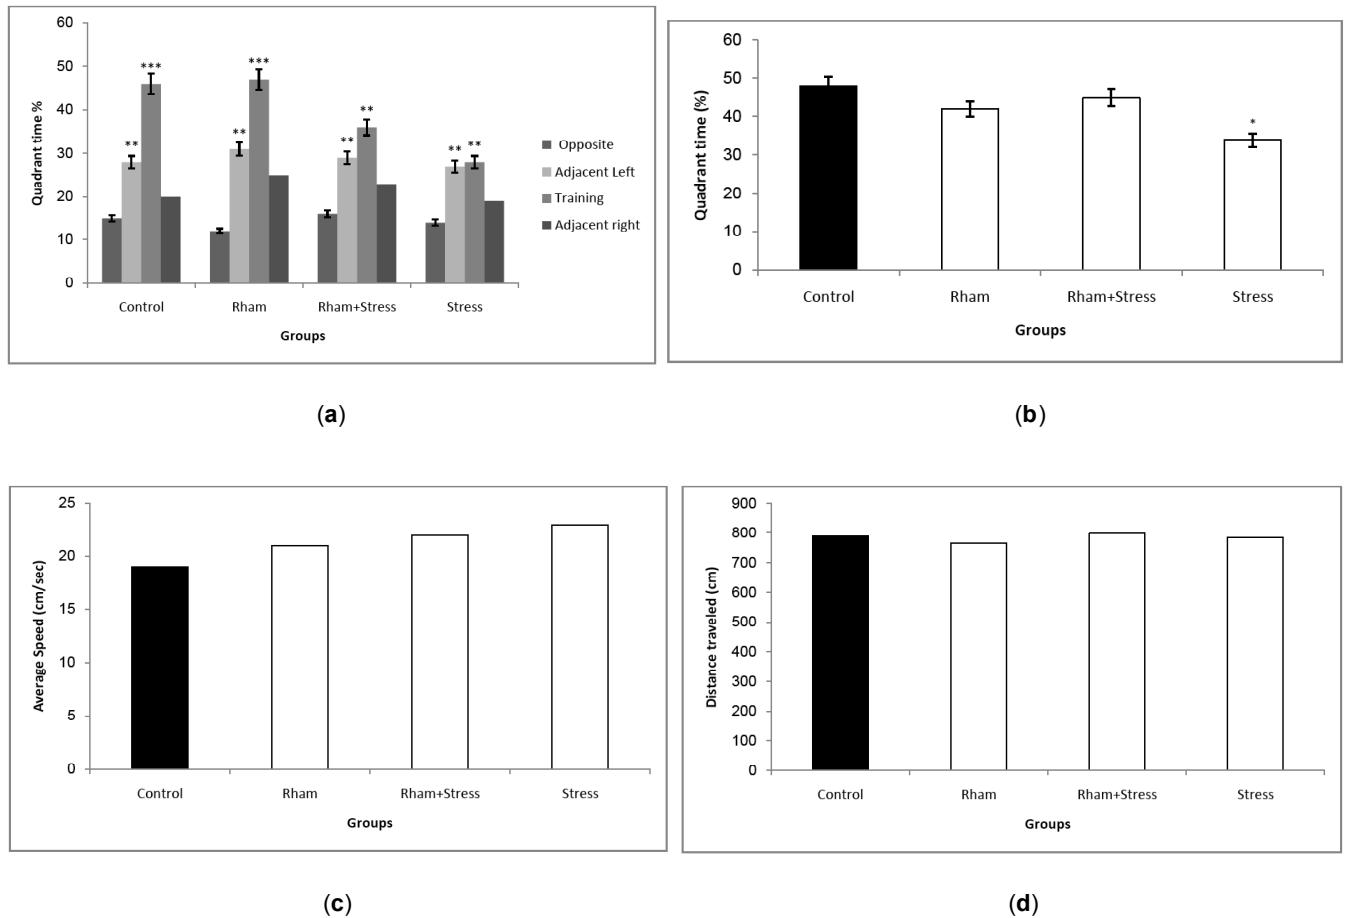 60
50
40
30
20
10
0
Quadrant time %
***
**
***
**
**
**
**
**
Control
Rham
Rham+Stress
Stress
Groups
Opposite
Adjacent Left
Training
Adjacent right
(a)
60
50
40
30
20
10
0
Quadrant time (%)
*
Control
Rham
Rham+Stress
Stress
Groups
(b)
25
20
15
10
5
0
Average Speed (cm/sec)
Control
Rham
Rham+Stress
Stress
Groups
(c)
900
800
700
600
500
400
300
200
100
0
Distance traveled (cm)
Control
Rham
Rham+Stress
Stress
Groups
(d)